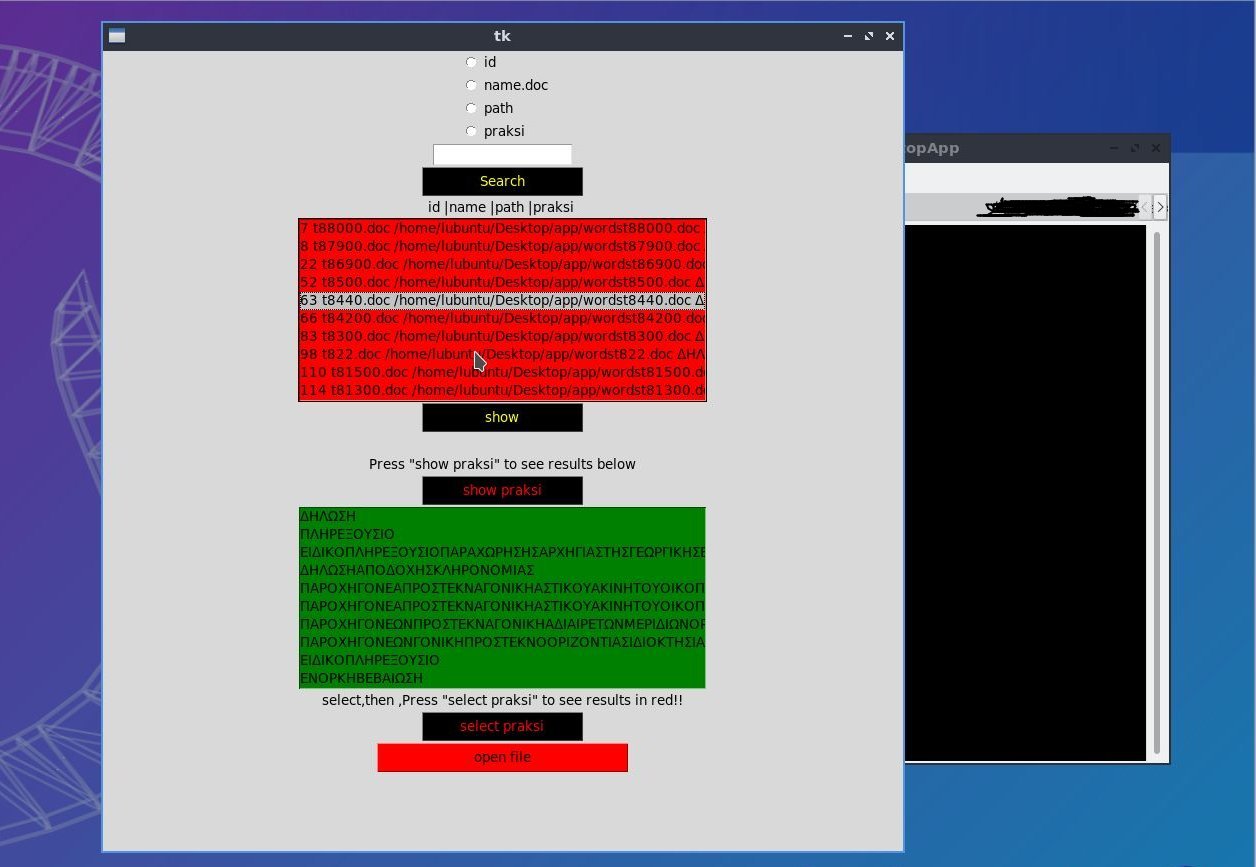 tk
id
name.doc
path
praksi
Search
id |name |path |praksi
7 t88000.doc /home/lubuntu/Desktop/app/wordst88000.doc
8 t87900.doc /home/lubuntu/Desktop/app/wordst87900.doc
22 t86900.doc /home/lubuntu/Desktop/app/wordst86900.doc
52 t8500.doc /home/lubuntu/Desktop/app/wordst8500.doc Δ
63 t8440.doc /home/lubuntu/Desktop/app/wordst8440.doc Δ
66 t84200.doc /home/lubuntu/Desktop/app/wordst84200.doc
83 t8300.doc /home/lubuntu/Desktop/app/wordst8300.doc Δ
98 t822.doc /home/lubuntu/Desktop/app/wordst822.doc ΔΗΛ
110 t81500.doc /home/lubuntu/Desktop/app/wordst81500.d
114 t81300.doc /home/lubuntu/Desktop/app/wordst81300.d
show
Press "show praksi" to see results below
show praksi
ΔΗΛΩΣΗ
ΠΛΗΡΕΞΟΥΣΙΟ
ΕΙΔΙΚΟΠΛΗΡΕΞΟΥΣΙΟΠΑΡΑΧΩΡΗΣΗΣΑΡΧΗΓΙΑΣΤΗΣΓΕΩΡΓΙΚΗΣΕ
ΔΗΛΩΣΗΑΠΟΔΟΧΗΣΚΛΗΡΟΝΟΜΙΑΣ
ΠΑΡΟΧΗΓΟΝΕΑΠΡΟΣΤΕΚΝΑΓΟΝΙΚΗΑΣΤΙΚΟΥΑΚΙΝΗΤΟΥΟΙΚΟΠ
ΠΑΡΟΧΗΓΟΝΕΑΠΡΟΣΤΕΚΝΑΓΟΝΙΚΗΑΣΤΙΚΟΥΑΚΙΝΗΤΟΥΟΙΚΟΠ
ΠΑΡΟΧΗΓΟΝΕΩΝΠΡΟΣΤΕΚΝΑΓΟΝΙΚΗΑΔΙΑΙΡΕΤΩΝΜΕΡΙΔΙΩΝΟΡ
ΠΑΡΟΧΗΓΟΝΕΩΝΓΟΝΙΚΗΠΡΟΣΤΕΚΝΟΟΡΙΖΟΝΤΙΑΣΙΔΙΟΚΤΗΣΙΑ
ΕΙΔΙΚΟΠΛΗΡΕΞΟΥΣΙΟ
ΕΝΟΡΚΗΒΕΒΑΙΩΣΗ
select,then ,Press "select praksi" to see results in red!!
select praksi
open file
opApp